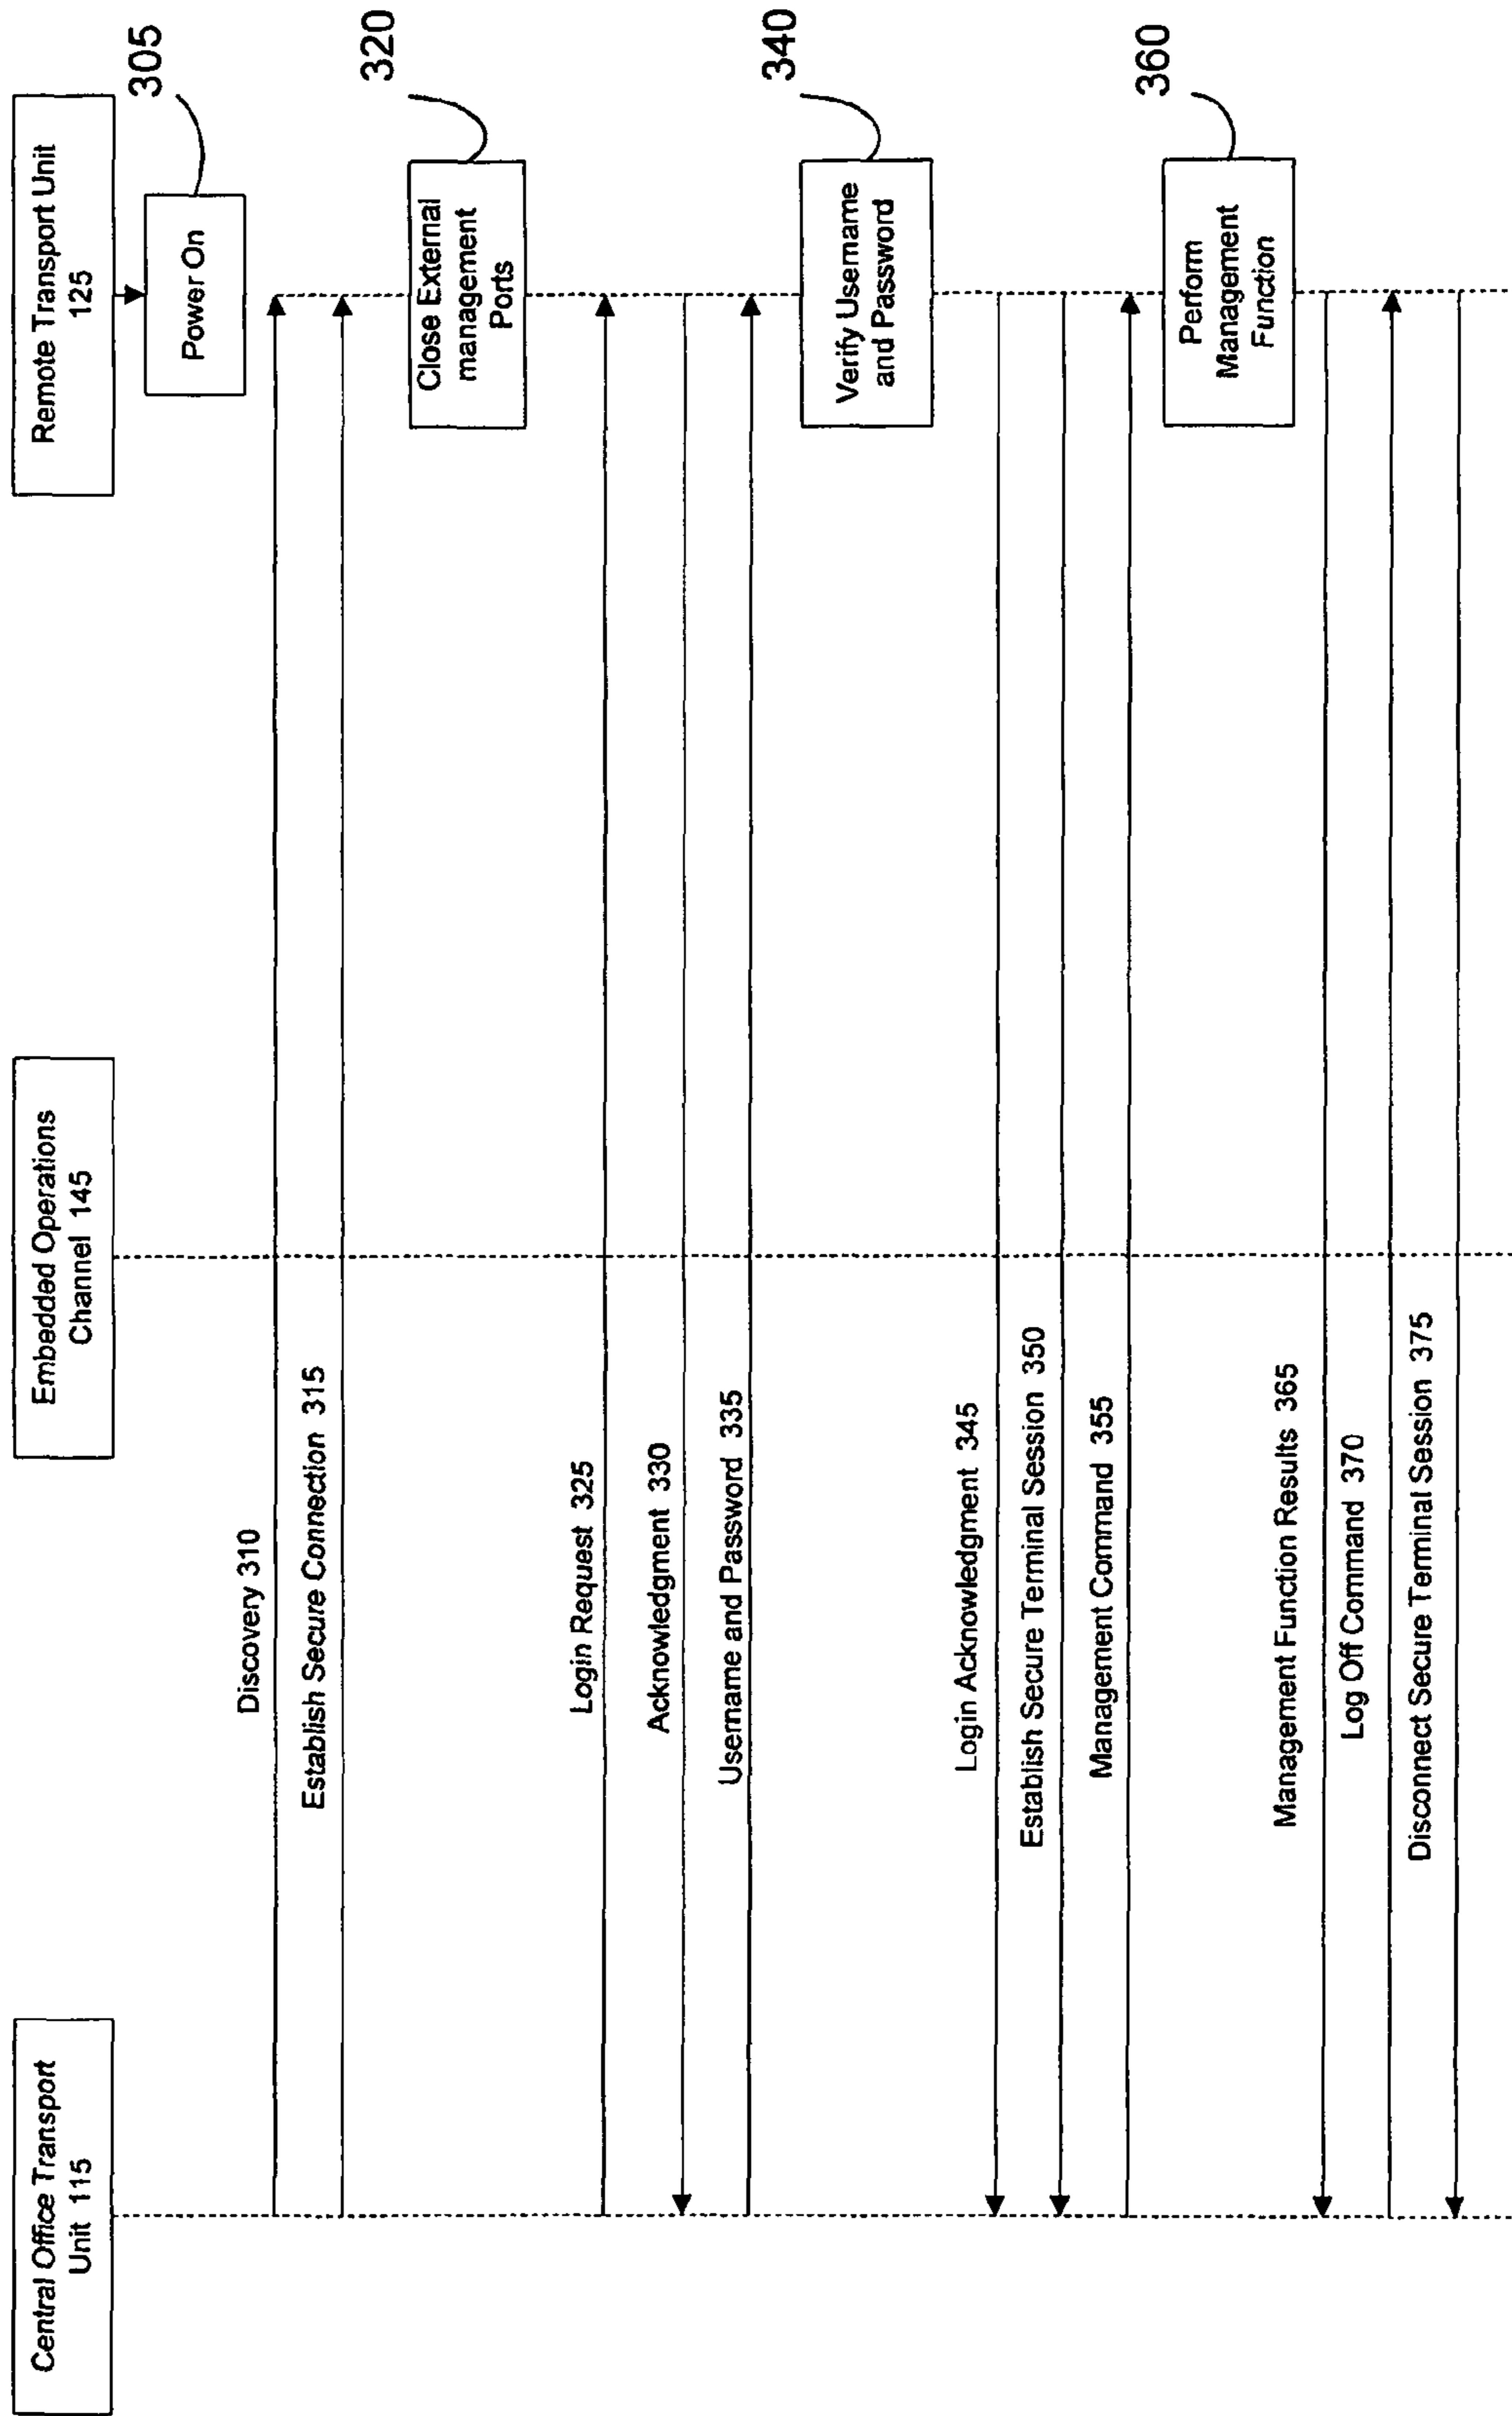 Central Office Transport
Unit 115
Embedded Operations
Channel 145
Remote Transport Unit
125
305
Power On
Discovery 310
Establish Secure Connection 315
320
Close External
management
Ports
Login Request 325
Acknowledgment 330
Username and Password 335
340
Verify Username
and Password
Login Acknowledgment 345
Establish Secure Terminal Session 350
Management Command 355
360
Perform
Management
Function
Management Function Results 365
Log Off Command 370
Disconnect Secure Terminal Session 375